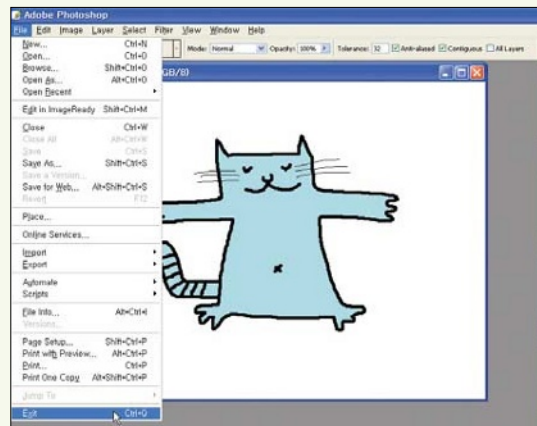 Adobe Photoshop
File Edit Image Layer Select Filter View Window Help
Mode: Normal Opacity: 100% Tolerance: 32 Anti-aliased Contiguous All Layers
GB/8)
New... Ctrl+N
Open... Ctrl+O
Browse... Shift+Ctrl+O
Open As... Alt+Ctrl+O
Open Recent
Edit in ImageReady Shift+Ctrl+M
Close Ctrl+W
Close All Alt+Ctrl+W
Save Ctrl+S
Save As... Shift+Ctrl+S
Save a Version...
Save for Web... Alt+Shift+Ctrl+S
Revert F12
Place...
Online Services...
Import
Export
Automate
Scripts
File Info... Alt+Ctrl+I
Versions...
Page Setup... Shift+Ctrl+P
Print with Preview... Alt+Ctrl+P
Print... Ctrl+P
Print One Copy Alt+Shift+Ctrl+P
Jump To
Exit Ctrl+Q